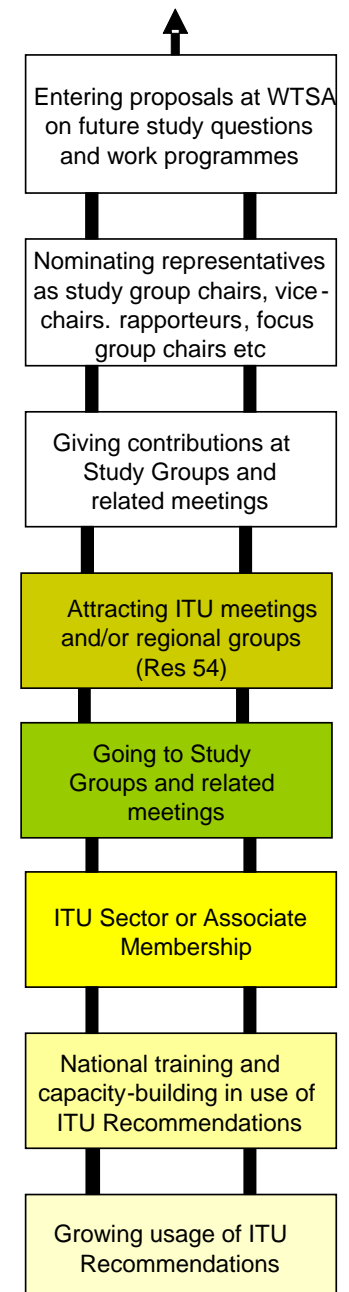 Entering proposals at WTSA
on future study questions
and work programmes
Nominating representatives
as study group chairs, vice-
chairs. rapporteurs, focus
group chairs etc
Giving contributions at
Study Groups and
related meetings
Attracting ITU meetings
and/or regional groups
(Res 54)
Going to Study
Groups and related
meetings
ITU Sector or Associate
Membership
National training and
capacity-building in use of
ITU Recommendations
Growing usage of ITU
Recommendations